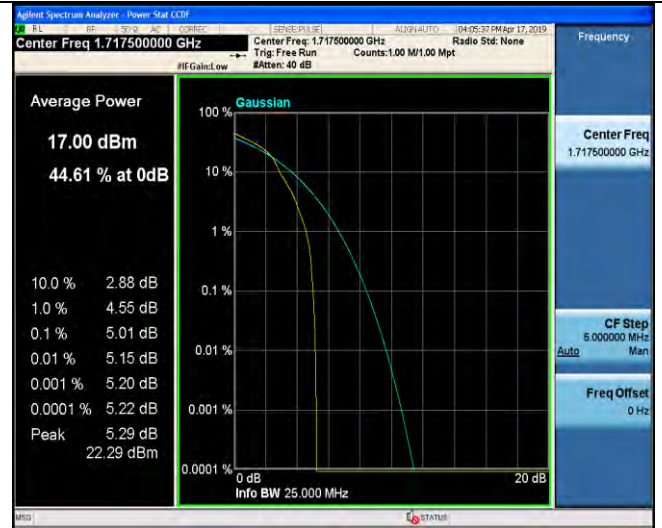 Agilent Spectrum Analyzer - Power Stat CCDF
RL RF 50 Ω AC CORREC SENSE:PULSE ALIGN AUTO 04:05:37 PM Apr 17, 2019
Center Freq 1.717500000 GHz
Center Freq: 1.717500000 GHz Radio Std: None
Trig: Free Run Counts:1.00 M/1.00 Mpt
#IFGain:Low #Atten: 40 dB
Frequency
Average Power
17.00 dBm
44.61 % at 0dB
10.0 % 2.88 dB
1.0 % 4.55 dB
0.1 % 5.01 dB
0.01 % 5.15 dB
0.001 % 5.20 dB
0.0001 % 5.22 dB
Peak 5.29 dB
22.29 dBm
Gaussian
100 %
10 %
1 %
0.1 %
0.01 %
0.001 %
0.0001 %
0 dB 20 dB
Info BW 25.000 MHz
Center Freq
1.717500000 GHz
CF Step
5.000000 MHz
Auto Man
Freq Offset
0 Hz
MSG STATUS